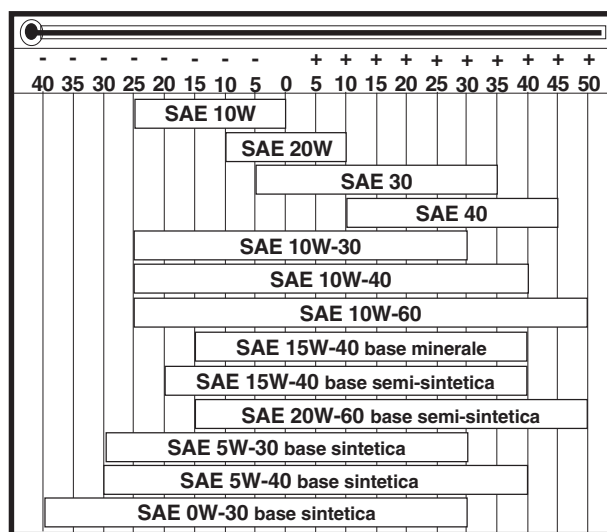 - - - - - - - - + + + + + + + + + +
40 35 30 25 20 15 10 5 0 5 10 15 20 25 30 35 40 45 50
SAE 10W
SAE 20W
SAE 30
SAE 40
SAE 10W-30
SAE 10W-40
SAE 10W-60
SAE 15W-40 base minerale
SAE 15W-40 base semi-sintetica
SAE 20W-60 base semi-sintetica
SAE 5W-30 base sintetica
SAE 5W-40 base sintetica
SAE 0W-30 base sintetica